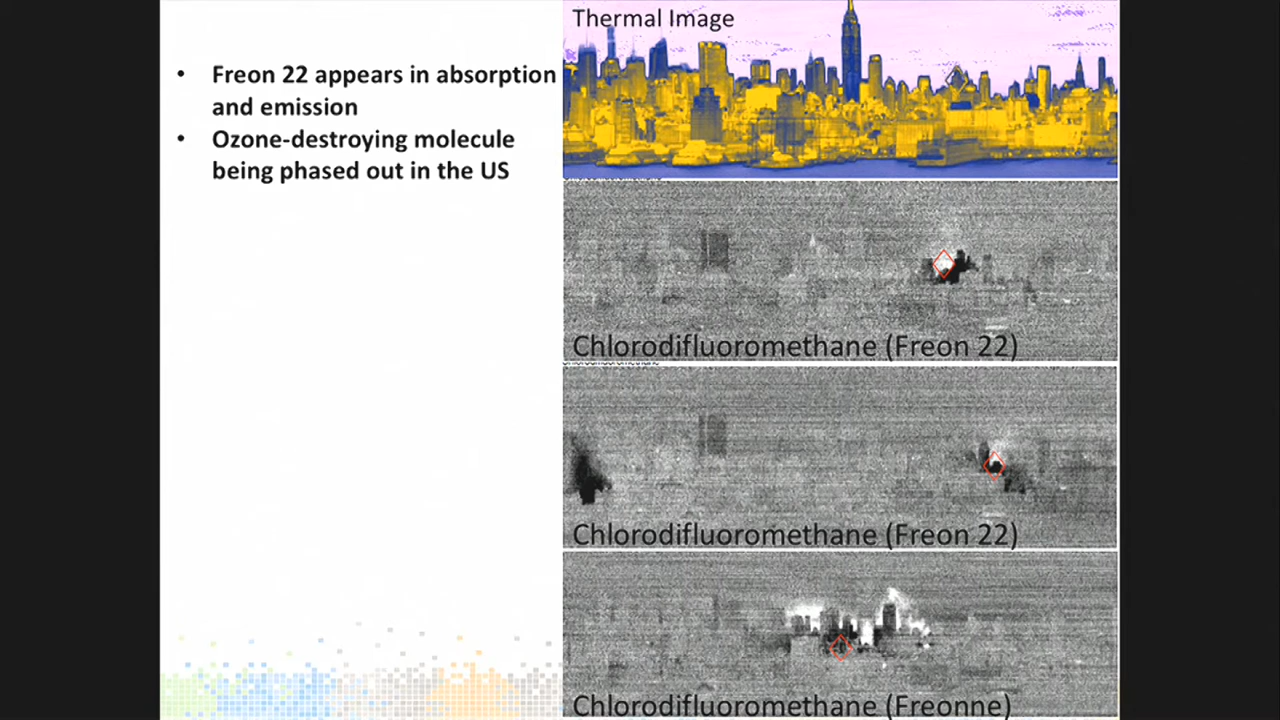 • Freon 22 appears in absorption
and emission
• Ozone-destroying molecule
being phased out in the US
Thermal Image
Chlorodifluoromethane (Freon 22)
Chlorodifluoromethane
Chlorodifluoromethane (Freon 22)
Chlorodifluoromethane (Freonne)